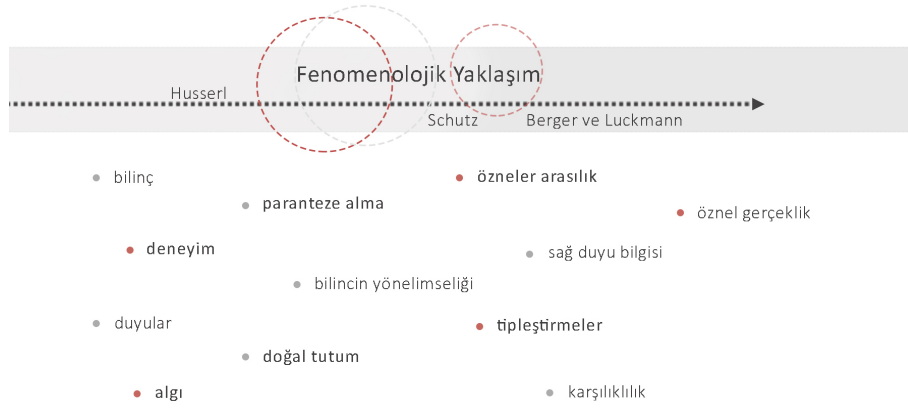 Fenomenolojik Yaklaşım
Husserl
Schutz
Berger ve Luckmann
bilinç
özneler arasılık
paranteze alma
öznel gerçeklik
deneyim
sağ duyu bilgisi
bilincin yönelimseliği
duyular
tipleştirmeler
doğal tutum
algı
karşılıklılık